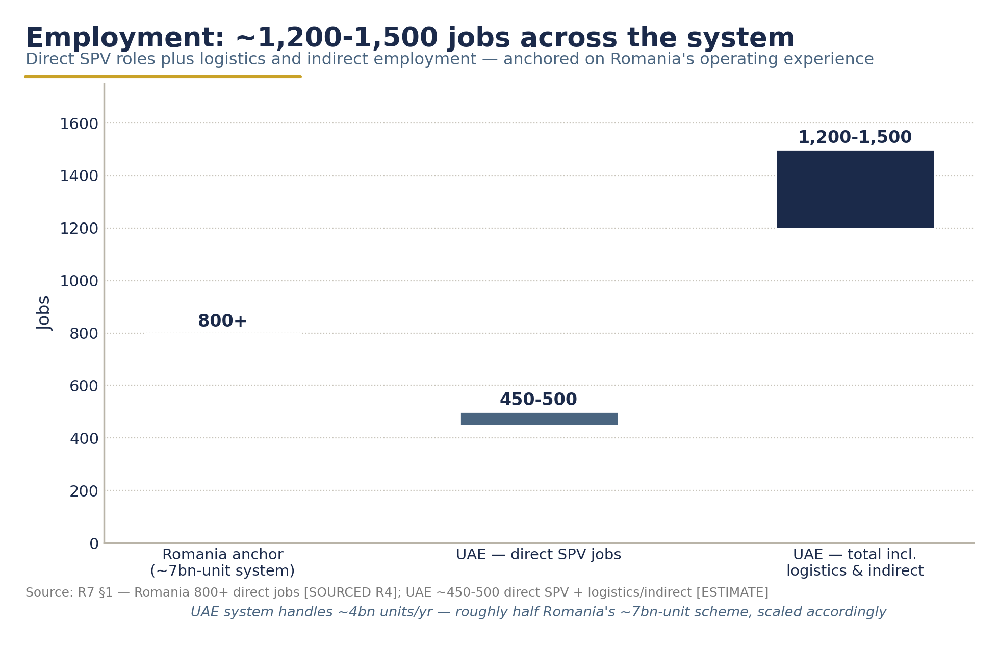 Employment: ~1,200-1,500 jobs across the system
Direct SPV roles plus logistics and indirect employment — anchored on Romania's operating experience
Jobs
1600
1400
1200
1000
800
600
400
200
0
800+
450-500
1,200-1,500
Romania anchor
(~7bn-unit system)
UAE — direct SPV jobs
UAE — total incl.
logistics & indirect
Source: R7 §1 — Romania 800+ direct jobs [SOURCED R4]; UAE ~450-500 direct SPV + logistics/indirect [ESTIMATE]
UAE system handles ~4bn units/yr — roughly half Romania's ~7bn-unit scheme, scaled accordingly